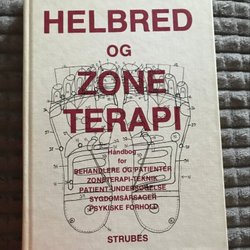 HELBRED
OG
ZONE
TERAPI
Håndbog
for
BEHANDLERE OG PATIENTER
ZONETERAPI-TEKNIK
PATIENT-UNDERSØGELSE
SYGDOMSÅRSAGER
PSYKISKE FORHOLD
STRUBES